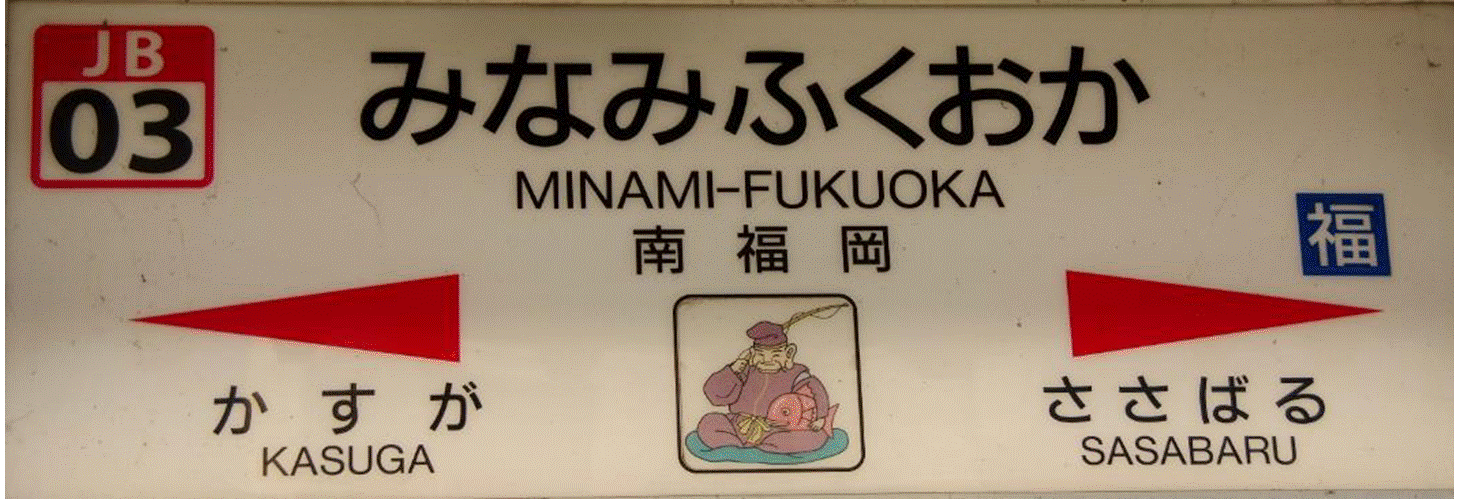 JB
03
みなみふくおか
MINAMI-FUKUOKA
南福岡
福
かすが
KASUGA
ささばる
SASABARU